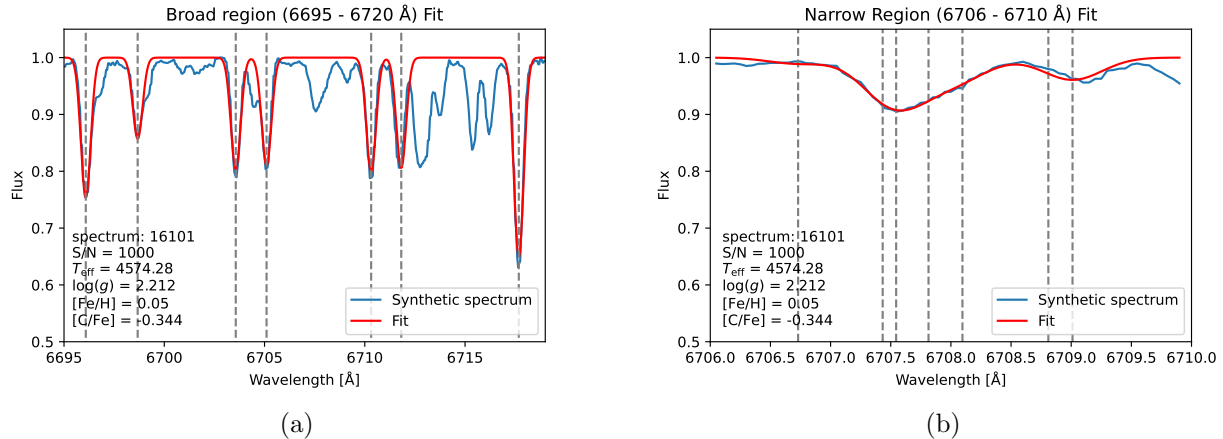 Broad region (6695 - 6720 Å) Fit
1.0
0.9
0.8
0.7
0.6
0.5
Flux
spectrum: 16101
S/N = 1000
T_eff = 4574.28
log(g) = 2.212
[Fe/H] = 0.05
[C/Fe] = -0.344
Synthetic spectrum
Fit
6695 6700 6705 6710 6715
Wavelength [Å]
(a)
Narrow Region (6706 - 6710 Å) Fit
1.0
0.9
0.8
0.7
0.6
0.5
Flux
spectrum: 16101
S/N = 1000
T_eff = 4574.28
log(g) = 2.212
[Fe/H] = 0.05
[C/Fe] = -0.344
Synthetic spectrum
Fit
6706.0 6706.5 6707.0 6707.5 6708.0 6708.5 6709.0 6709.5 6710.0
Wavelength [Å]
(b)